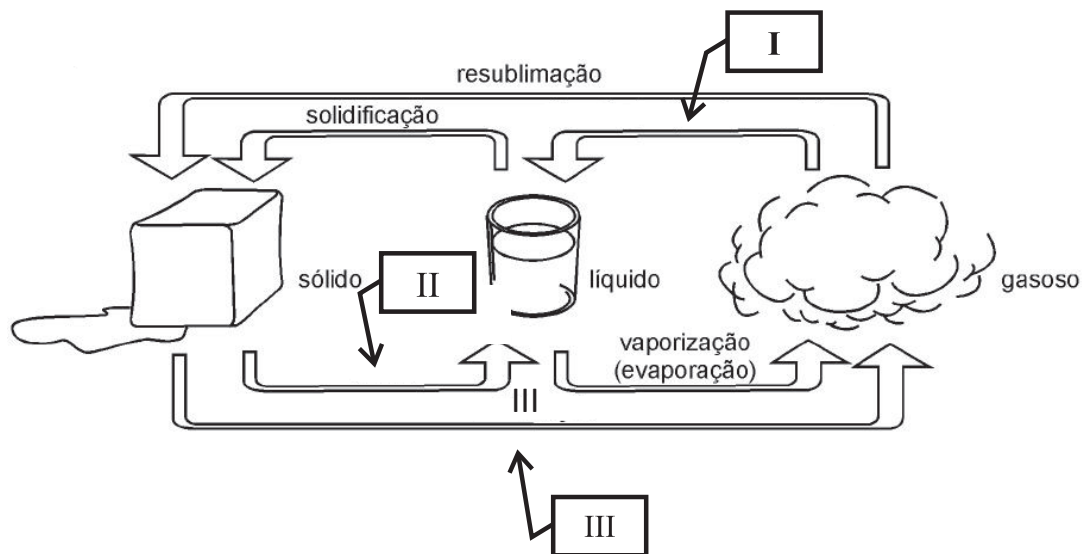 I
resublimação
solidificação
sólido
II
líquido
gasoso
vaporização
(evaporação)
III
III